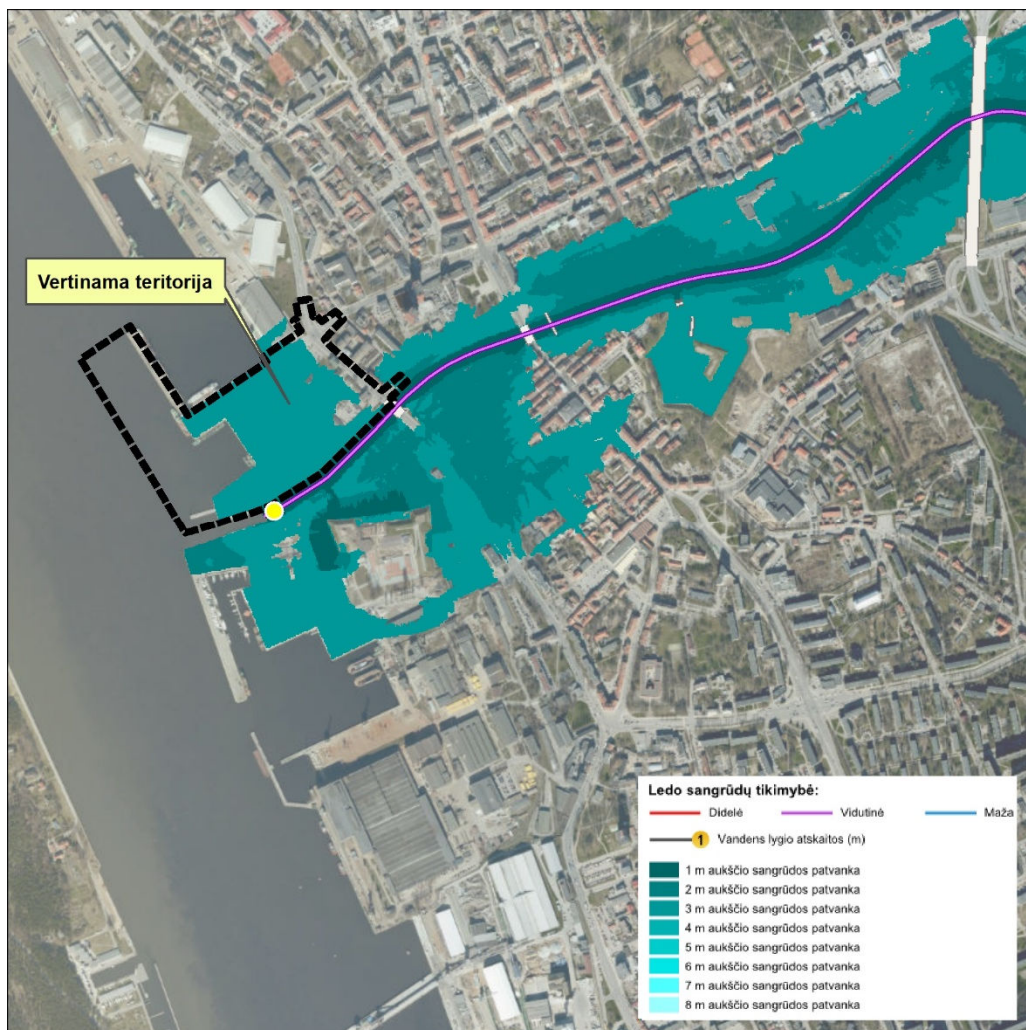 Vertinama teritorija
Ledo sangrūdų tikimybė:
Didelė Vidutinė Maža
1 Vandens lygio atskaitos (m)
1 m aukščio sangrūdos patvanka
2 m aukščio sangrūdos patvanka
3 m aukščio sangrūdos patvanka
4 m aukščio sangrūdos patvanka
5 m aukščio sangrūdos patvanka
6 m aukščio sangrūdos patvanka
7 m aukščio sangrūdos patvanka
8 m aukščio sangrūdos patvanka